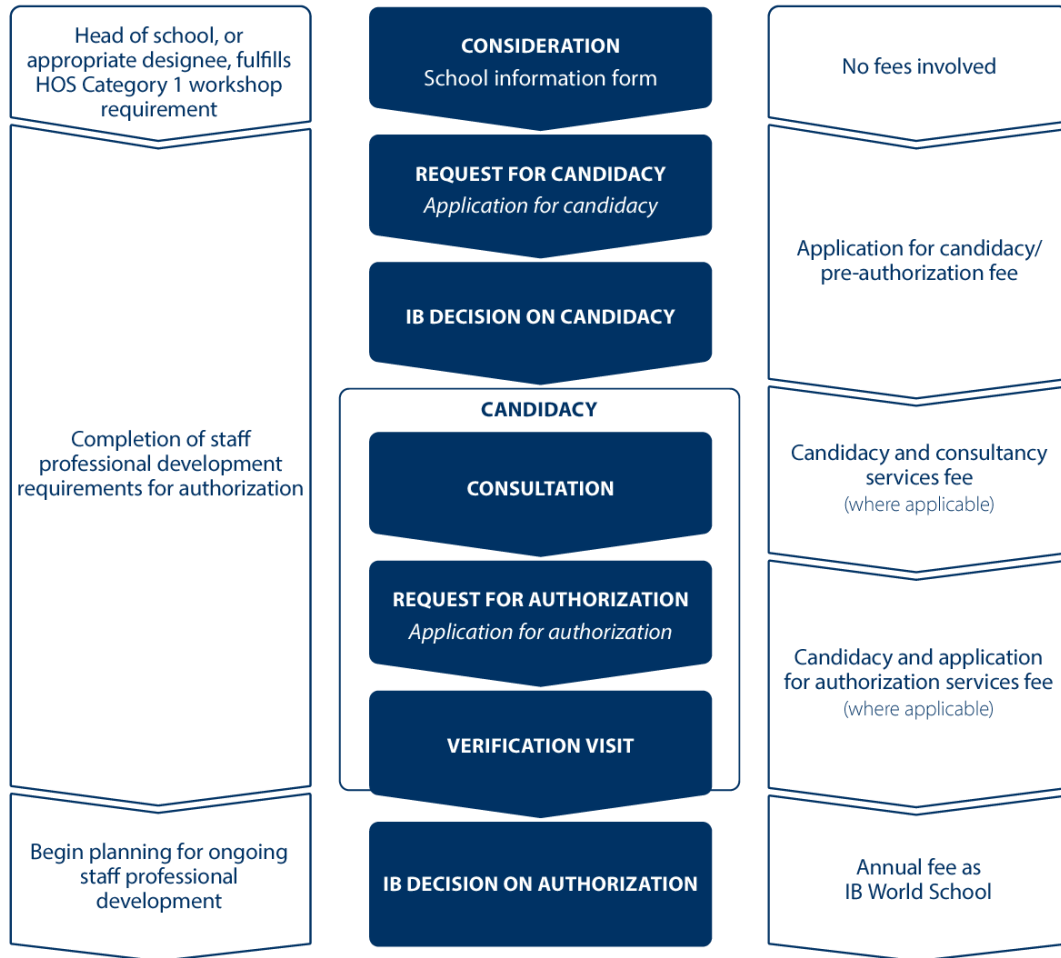 Head of school, or
appropriate designee, fulfills
HOS Category 1 workshop
requirement
Completion of staff
professional development
requirements for authorization
Begin planning for ongoing
staff professional
development
CONSIDERATION
School information form
REQUEST FOR CANDIDACY
Application for candidacy
IB DECISION ON CANDIDACY
CANDIDACY
CONSULTATION
REQUEST FOR AUTHORIZATION
Application for authorization
VERIFICATION VISIT
IB DECISION ON AUTHORIZATION
No fees involved
Application for candidacy/
pre-authorization fee
Candidacy and consultancy
services fee
(where applicable)
Candidacy and application
for authorization services fee
(where applicable)
Annual fee as
IB World School